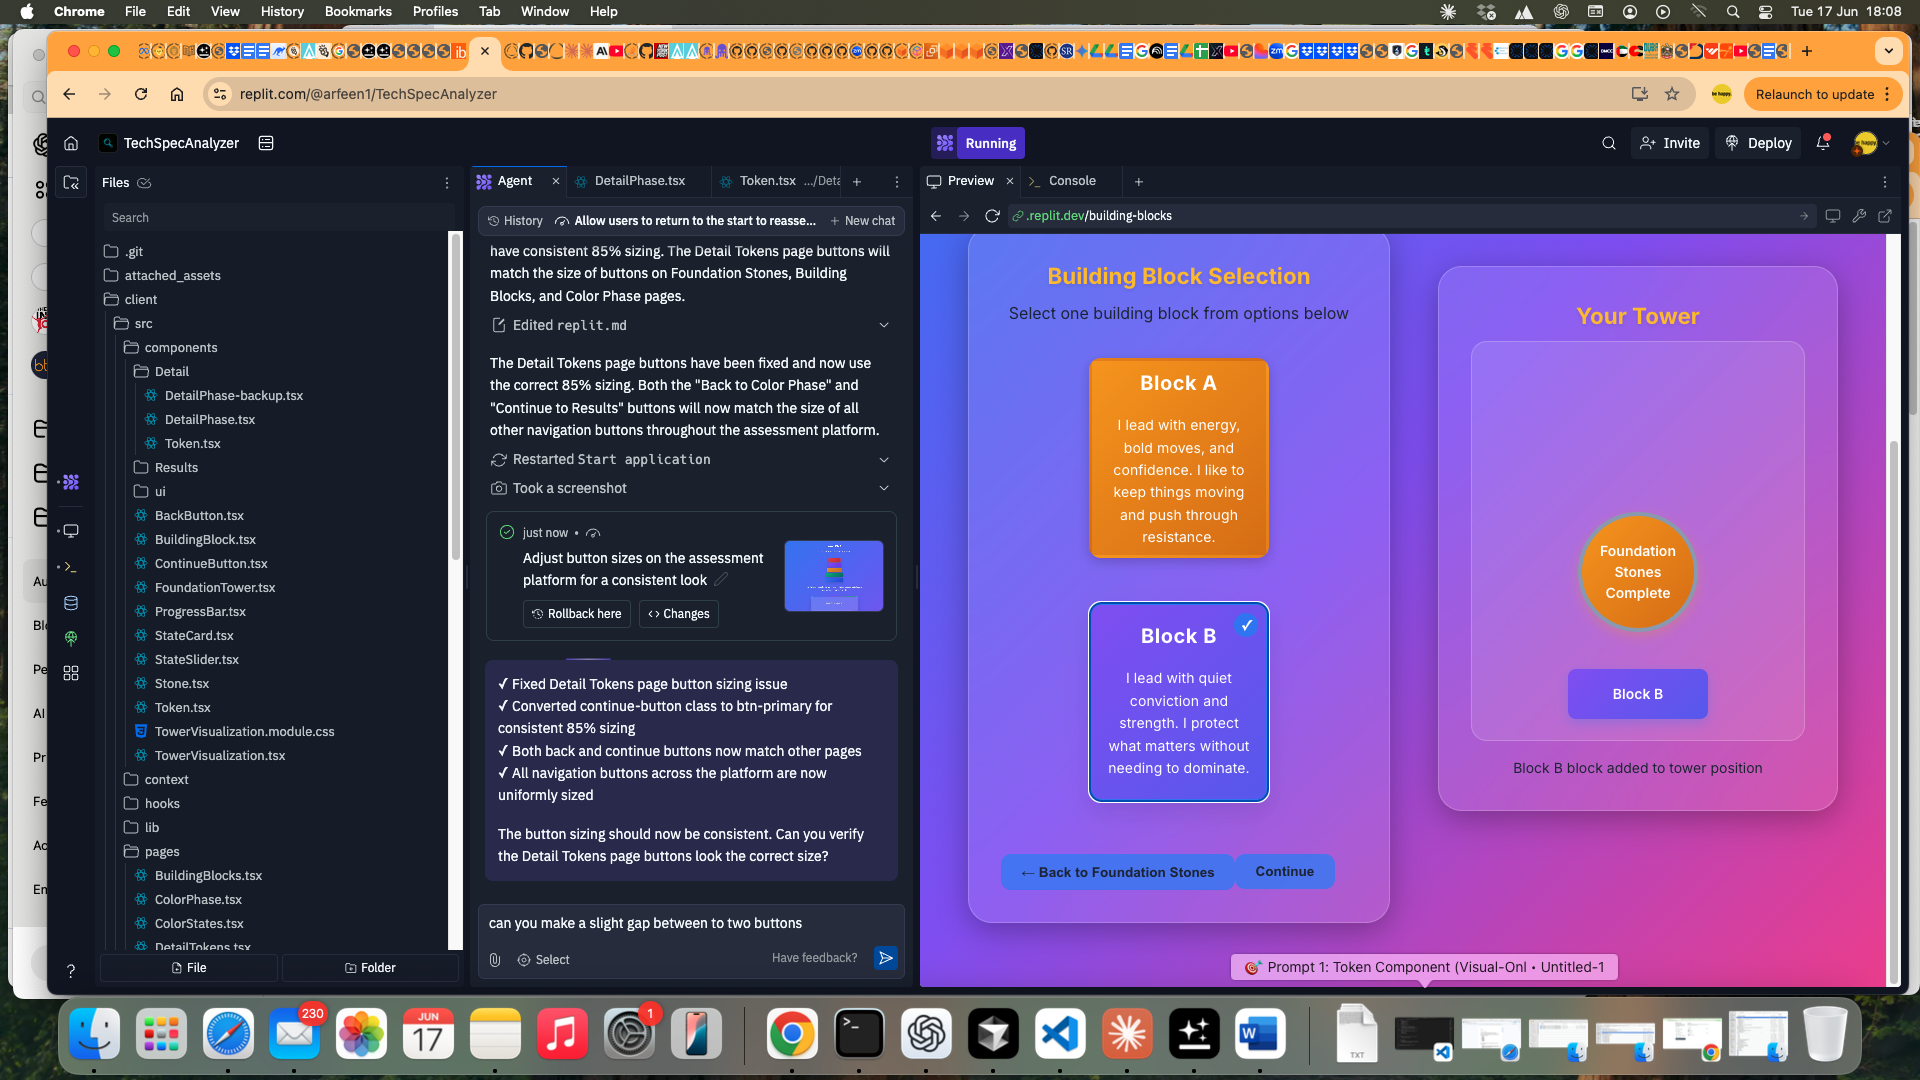 Chrome File Edit View History Bookmarks Profiles Tab Window Help
Tue 17 Jun 18:08
replit.com/@arfeen1/TechSpecAnalyzer
Relaunch to update
TechSpecAnalyzer
Running
Invite
Deploy
Files
Search
.git
attached_assets
client
src
components
Detail
DetailPhase-backup.tsx
DetailPhase.tsx
Token.tsx
Results
ui
BackButton.tsx
BuildingBlock.tsx
ContinueButton.tsx
FoundationTower.tsx
ProgressBar.tsx
StateCard.tsx
StateSlider.tsx
Stone.tsx
Token.tsx
TowerVisualization.module.css
TowerVisualization.tsx
context
hooks
lib
pages
BuildingBlocks.tsx
ColorPhase.tsx
ColorStates.tsx
DetailTokens.tsx
File
Folder
Au
Blo
Pe
AI
Pr
Fe
Ad
En
Agent
DetailPhase.tsx
Token.tsx .../Deta
History
Allow users to return to the start to reasse...
New chat
have consistent 85% sizing. The Detail Tokens page buttons will
match the size of buttons on Foundation Stones, Building
Blocks, and Color Phase pages.
Edited replit.md
The Detail Tokens page buttons have been fixed and now use
the correct 85% sizing. Both the "Back to Color Phase" and
"Continue to Results" buttons will now match the size of all
other navigation buttons throughout the assessment platform.
Restarted Start application
Took a screenshot
just now •
Adjust button sizes on the assessment
platform for a consistent look
Rollback here
Changes
✓ Fixed Detail Tokens page button sizing issue
✓ Converted continue-button class to btn-primary for
consistent 85% sizing
✓ Both back and continue buttons now match other pages
✓ All navigation buttons across the platform are now
uniformly sized
The button sizing should now be consistent. Can you verify
the Detail Tokens page buttons look the correct size?
can you make a slight gap between to two buttons
Select
Have feedback?
Preview
Console
.replit.dev/building-blocks
Building Block Selection
Select one building block from options below
Block A
I lead with energy,
bold moves, and
confidence. I like to
keep things moving
and push through
resistance.
Block B
I lead with quiet
conviction and
strength. I protect
what matters without
needing to dominate.
← Back to Foundation Stones
Continue
Your Tower
Foundation
Stones
Complete
Block B
Block B block added to tower position
Prompt 1: Token Component (Visual-Onl • Untitled-1
230
JUN
17
1
TXT